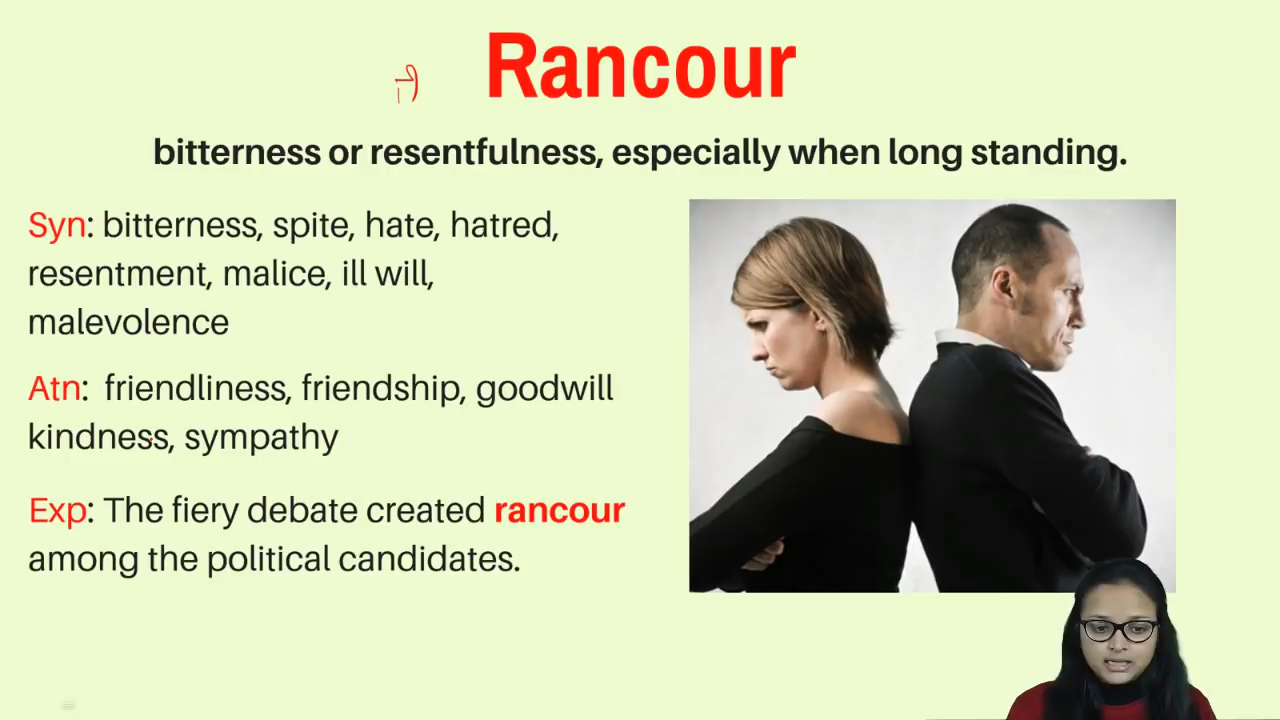 Rancour
bitterness or resentfulness, especially when long standing.
Syn: bitterness, spite, hate, hatred,
resentment, malice, ill will,
malevolence
Atn: friendliness, friendship, goodwill
kindness, sympathy
Exp: The fiery debate created rancour
among the political candidates.